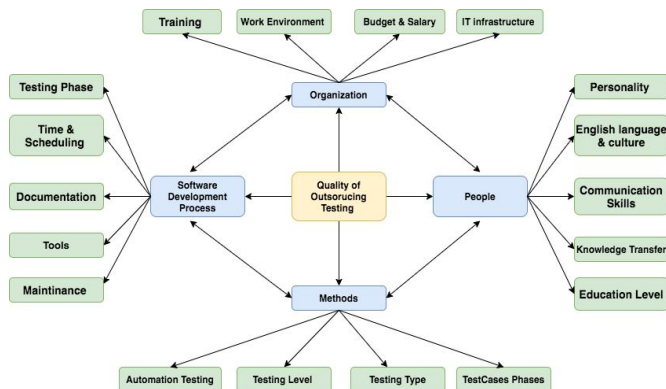 Training
Work Environment
Budget & Salary
IT infrastructure
Organization
Testing Phase
Time &
Scheduling
Documentation
Tools
Maintinance
Software
Development
Process
Quality of
Outsorucing
Testing
People
Personality
English language
& culture
Communication
Skills
Knowledge Transfer
Education Level
Methods
Automation Testing
Testing Level
Testing Type
TestCases Phases